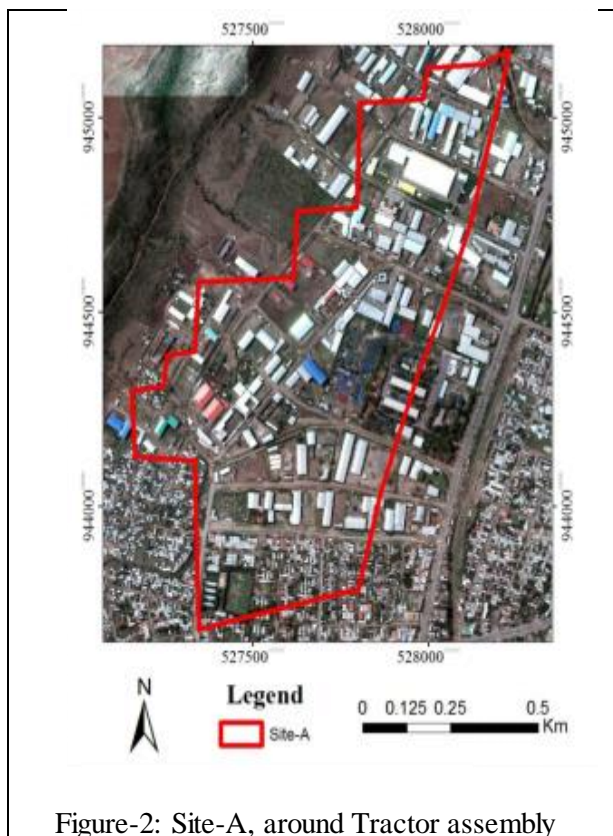 527500 528000
945000 945000
944500 944500
944000 944000
527500 528000
N
Legend
Site-A
0 0.125 0.25 0.5
Km
Figure-2: Site-A, around Tractor assembly